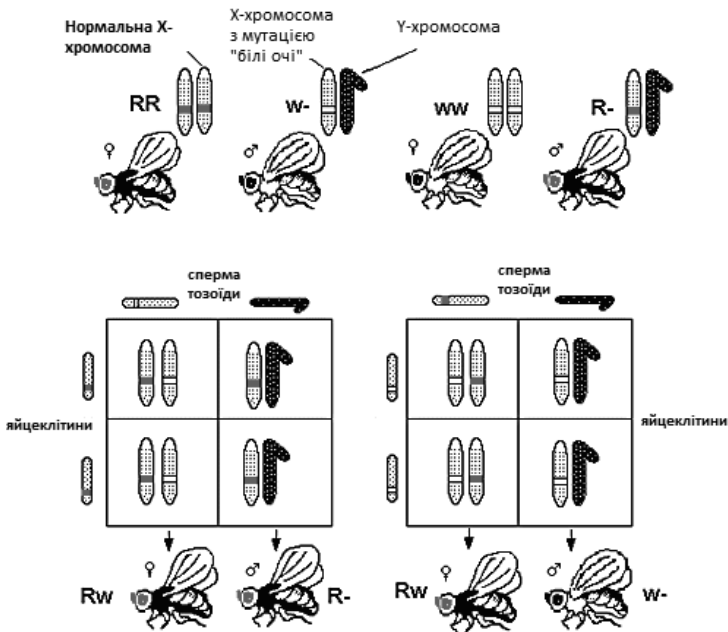 Нормальна X-
хромосома
X-хромосома
з мутацією
"білі очі"
Y-хромосома
RR
w-
ww
R-
♀
♂
♀
♂
сперма
тозоїди
сперма
тозоїди
яйцеклітини
яйцеклітини
Rw
♀
♂
R-
Rw
♀
♂
w-